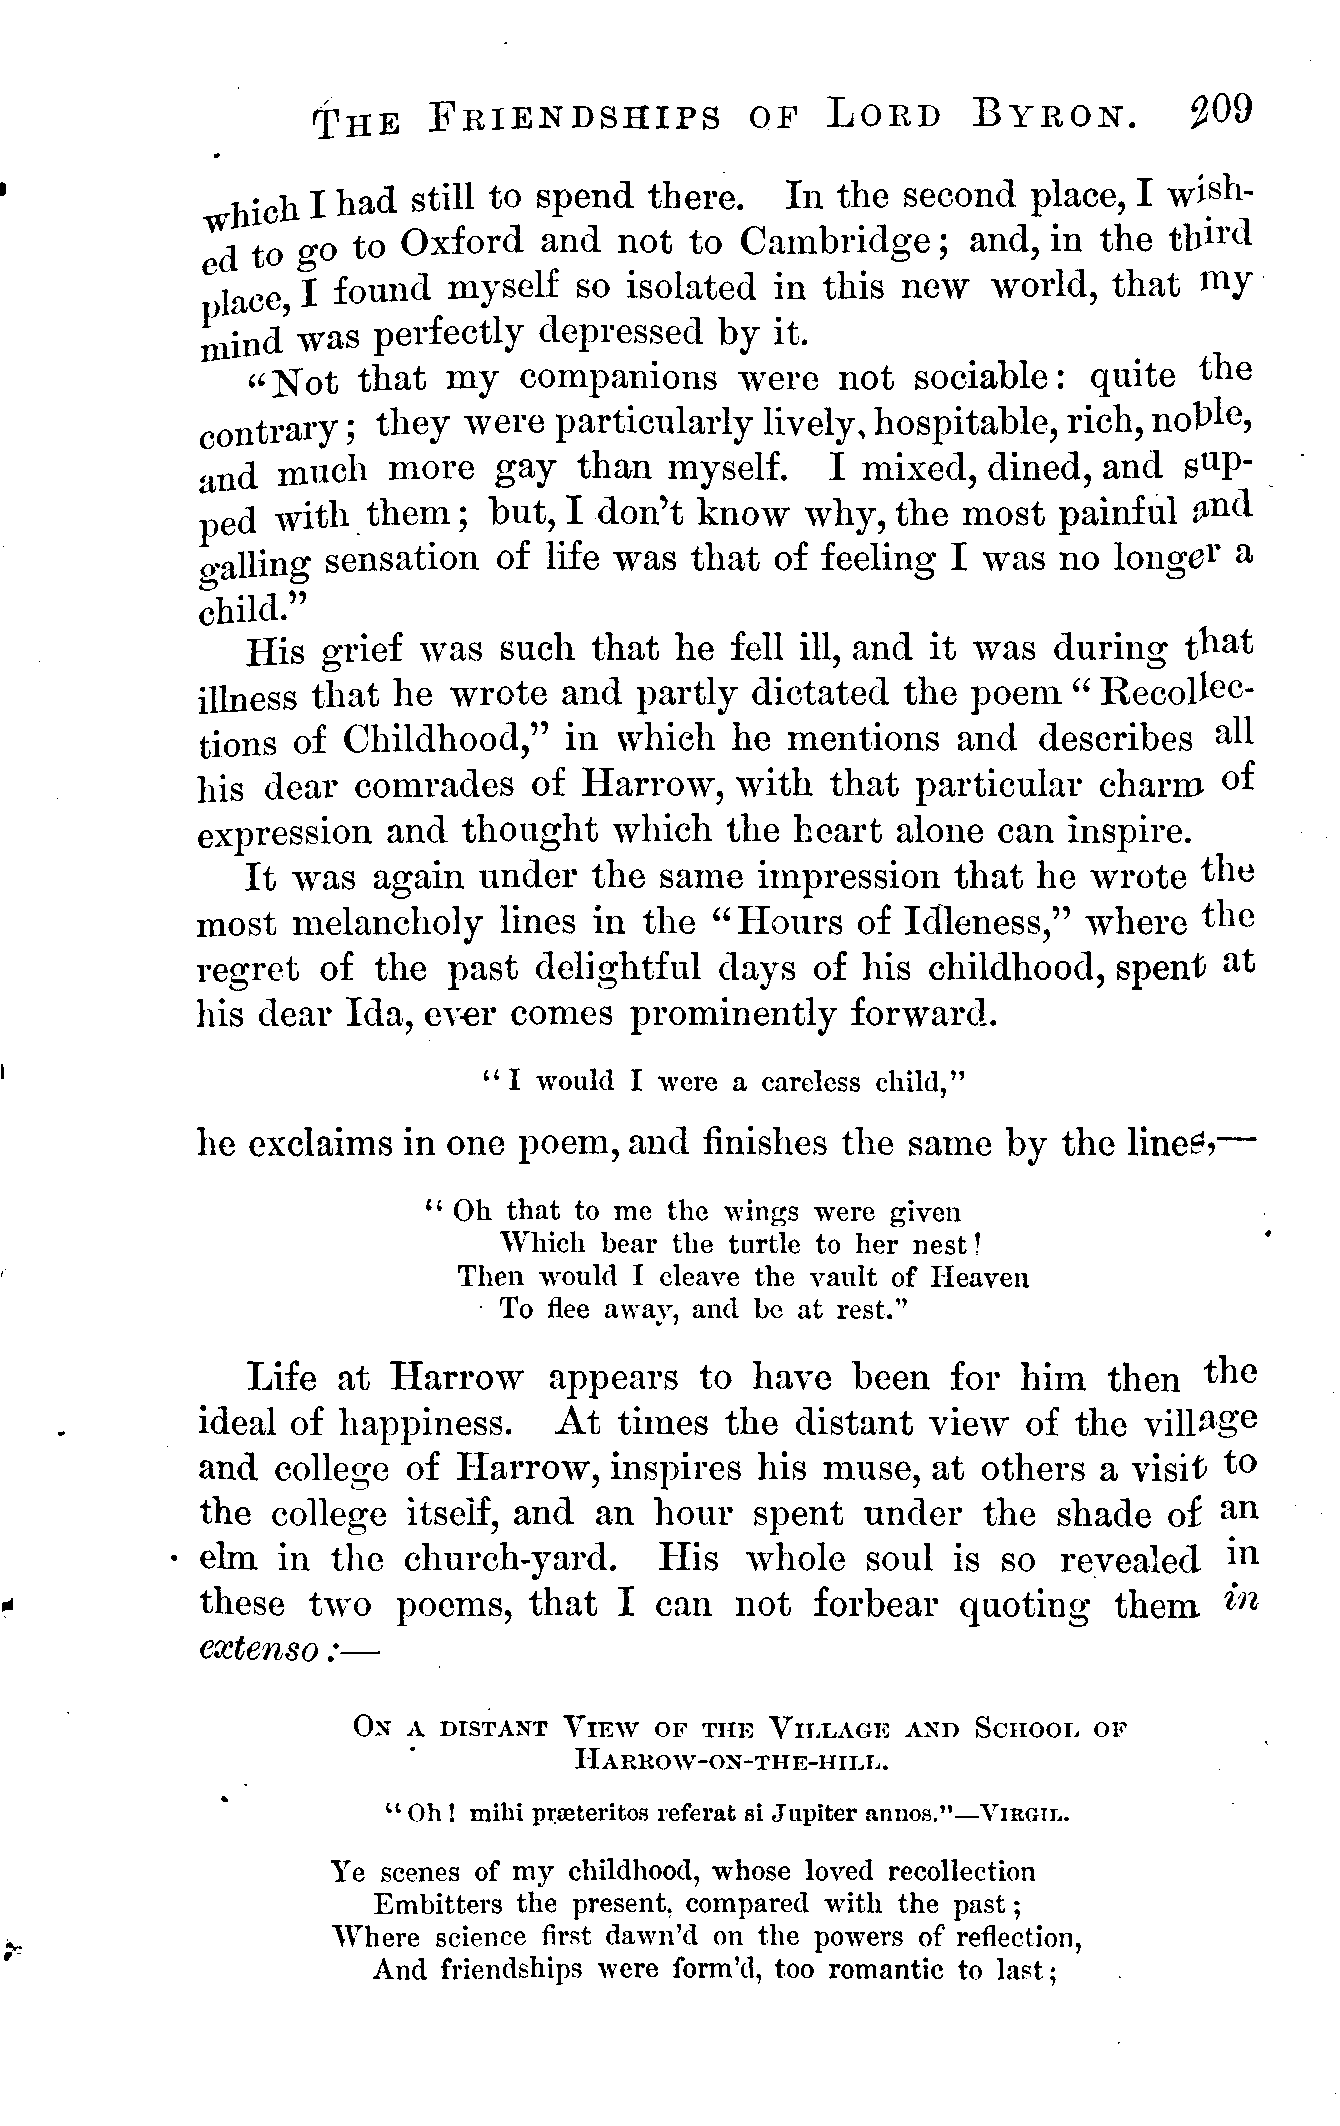 THE FRIENDSHIPS OF LORD BYRON. 209
which I had still to spend there. In the second place, I wish-
ed to go to Oxford and not to Cambridge; and, in the third
place, I found myself so isolated in this new world, that my
mind was perfectly depressed by it.
"Not that my companions were not sociable: quite the
contrary; they were particularly lively, hospitable, rich, noble,
and much more gay than myself. I mixed, dined, and sup-
ped with them; but, I don't know why, the most painful and
galling sensation of life was that of feeling I was no longer a
child."
His grief was such that he fell ill, and it was during that
illness that he wrote and partly dictated the poem "Recollec-
tions of Childhood," in which he mentions and describes all
his dear comrades of Harrow, with that particular charm of
expression and thought which the heart alone can inspire.
It was again under the same impression that he wrote the
most melancholy lines in the "Hours of Idleness," where the
regret of the past delightful days of his childhood, spent at
his dear Ida, ever comes prominently forward.
"I would I were a careless child,"
he exclaims in one poem, and finishes the same by the lines,—
"Oh that to me the wings were given
Which bear the turtle to her nest!
Then would I cleave the vault of Heaven
To flee away, and be at rest."
Life at Harrow appears to have been for him then the
ideal of happiness. At times the distant view of the village
and college of Harrow, inspires his muse, at others a visit to
the college itself, and an hour spent under the shade of an
elm in the church-yard. His whole soul is so revealed in
these two poems, that I can not forbear quoting them in
extenso:—
ON A DISTANT VIEW OF THE VILLAGE AND SCHOOL OF
HARROW-ON-THE-HILL.
"Oh! mihi præteritos referat si Jupiter annos."—VIRGIL.
Ye scenes of my childhood, whose loved recollection
Embitters the present, compared with the past;
Where science first dawn'd on the powers of reflection,
And friendships were form'd, too romantic to last;